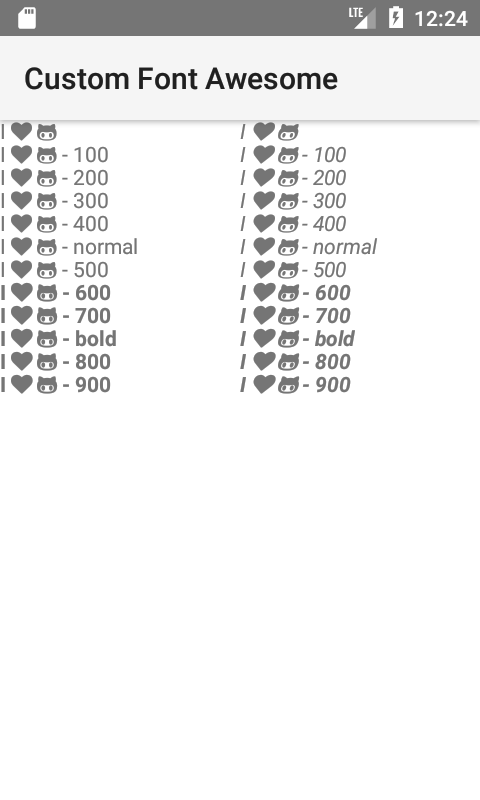 LTE 12:24
Custom Font Awesome
I ❤ I ❤
I ❤ - 100 I ❤ - 100
I ❤ - 200 I ❤ - 200
I ❤ - 300 I ❤ - 300
I ❤ - 400 I ❤ - 400
I ❤ - normal I ❤ - normal
I ❤ - 500 I ❤ - 500
I ❤ - 600 I ❤ - 600
I ❤ - 700 I ❤ - 700
I ❤ - bold I ❤ - bold
I ❤ - 800 I ❤ - 800
I ❤ - 900 I ❤ - 900